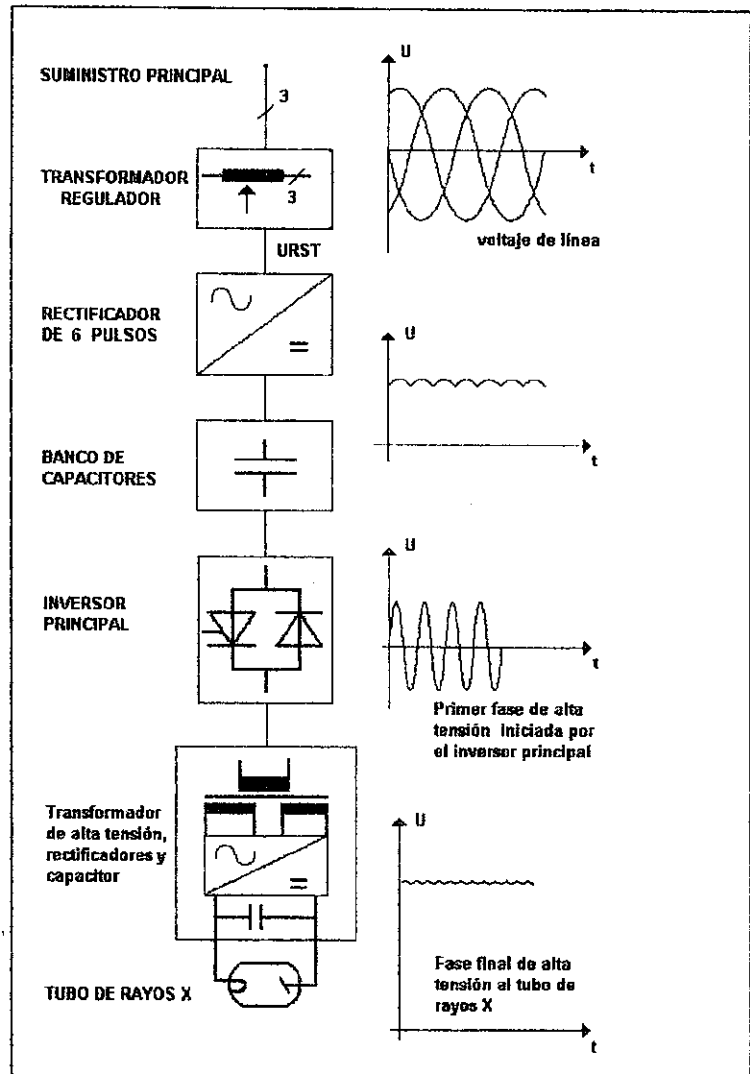 SUMINISTRO PRINCIPAL
3
U
t
voltaje de línea
TRANSFORMADOR
REGULADOR
3
URST
RECTIFICADOR
DE 6 PULSOS
U
t
BANCO DE
CAPACITORES
INVERSOR
PRINCIPAL
U
t
Primer fase de alta
tensión iniciada por
el inversor principal
Transformador
de alta tensión,
rectificadores y
capacitor
U
t
Fase final de alta
tensión al tubo de
rayos X
TUBO DE RAYOS X